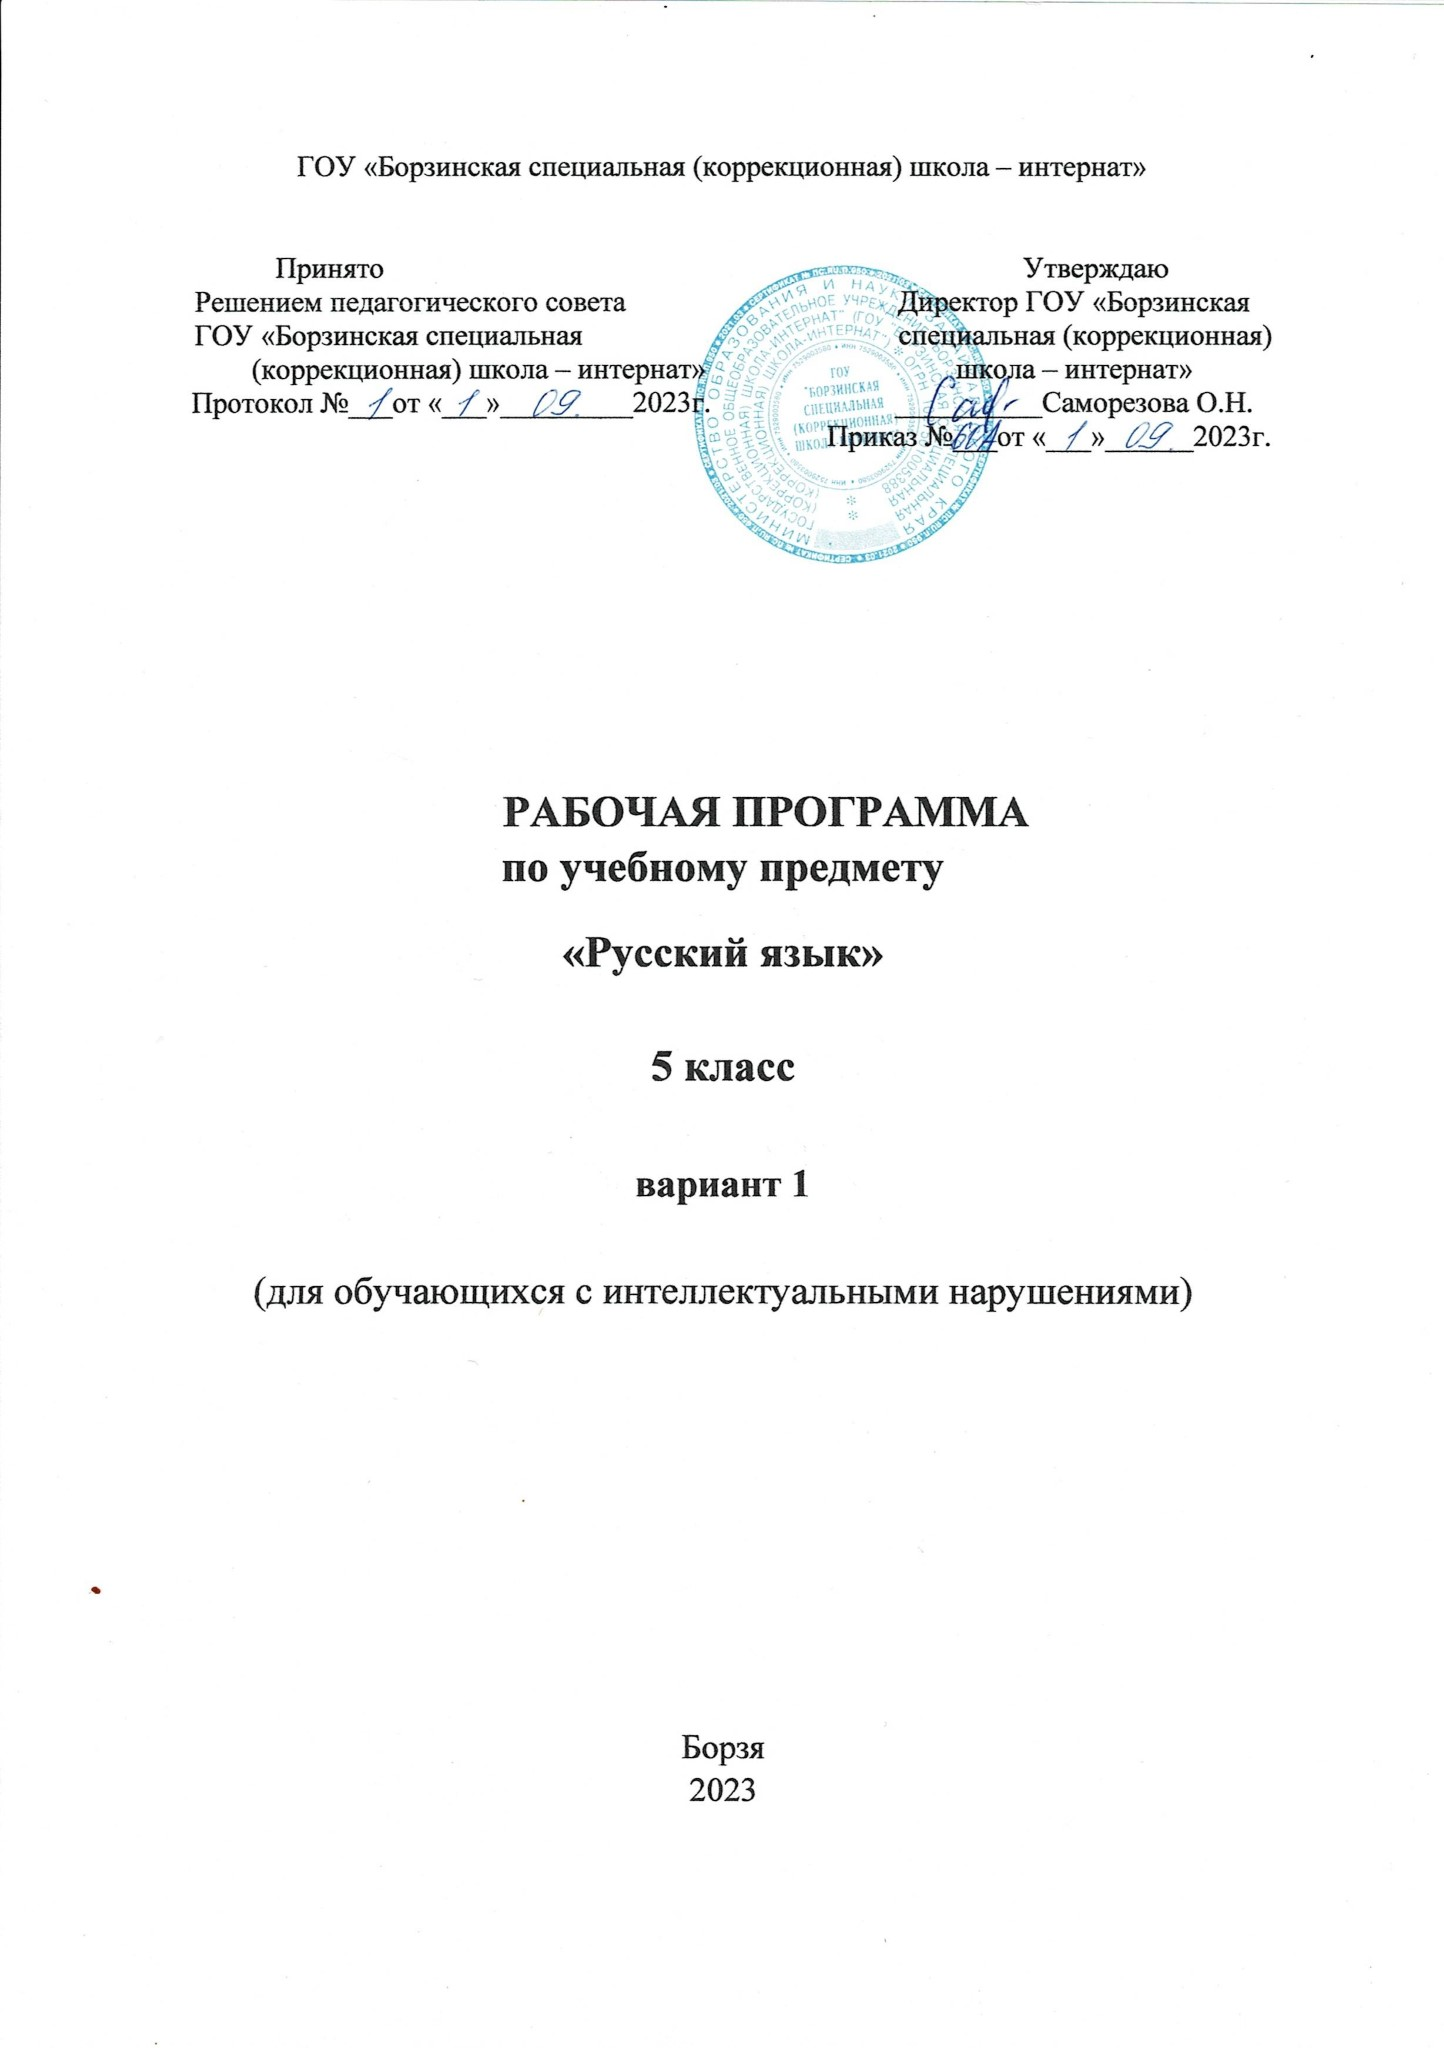 ГОУ «Борзинская специальная (коррекционная) школа – интернат»
Принято
Решением педагогического совета
ГОУ «Борзинская специальная
(коррекционная) школа – интернат»
Протокол № 1 от « 1 » 09. 2023г.
Утверждаю
Директор ГОУ «Борзинская
специальная (коррекционная)
школа – интернат»
Саморезова О.Н.
Приказ № от « 1 » 09. 2023г.
ГОУ
"БОРЗИНСКАЯ
СПЕЦИАЛЬНАЯ
(КОРРЕКЦИОННАЯ)
РАБОЧАЯ ПРОГРАММА
по учебному предмету
«Русский язык»
5 класс
вариант 1
(для обучающихся с интеллектуальными нарушениями)
Борзя
2023